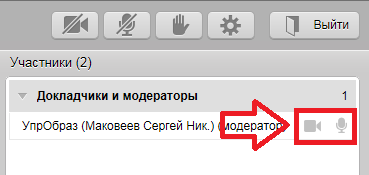 Выйти
Участники (2)
Докладчики и модераторы 1
УпрОбраз (Маковеев Сергей Ник.) (модератор)